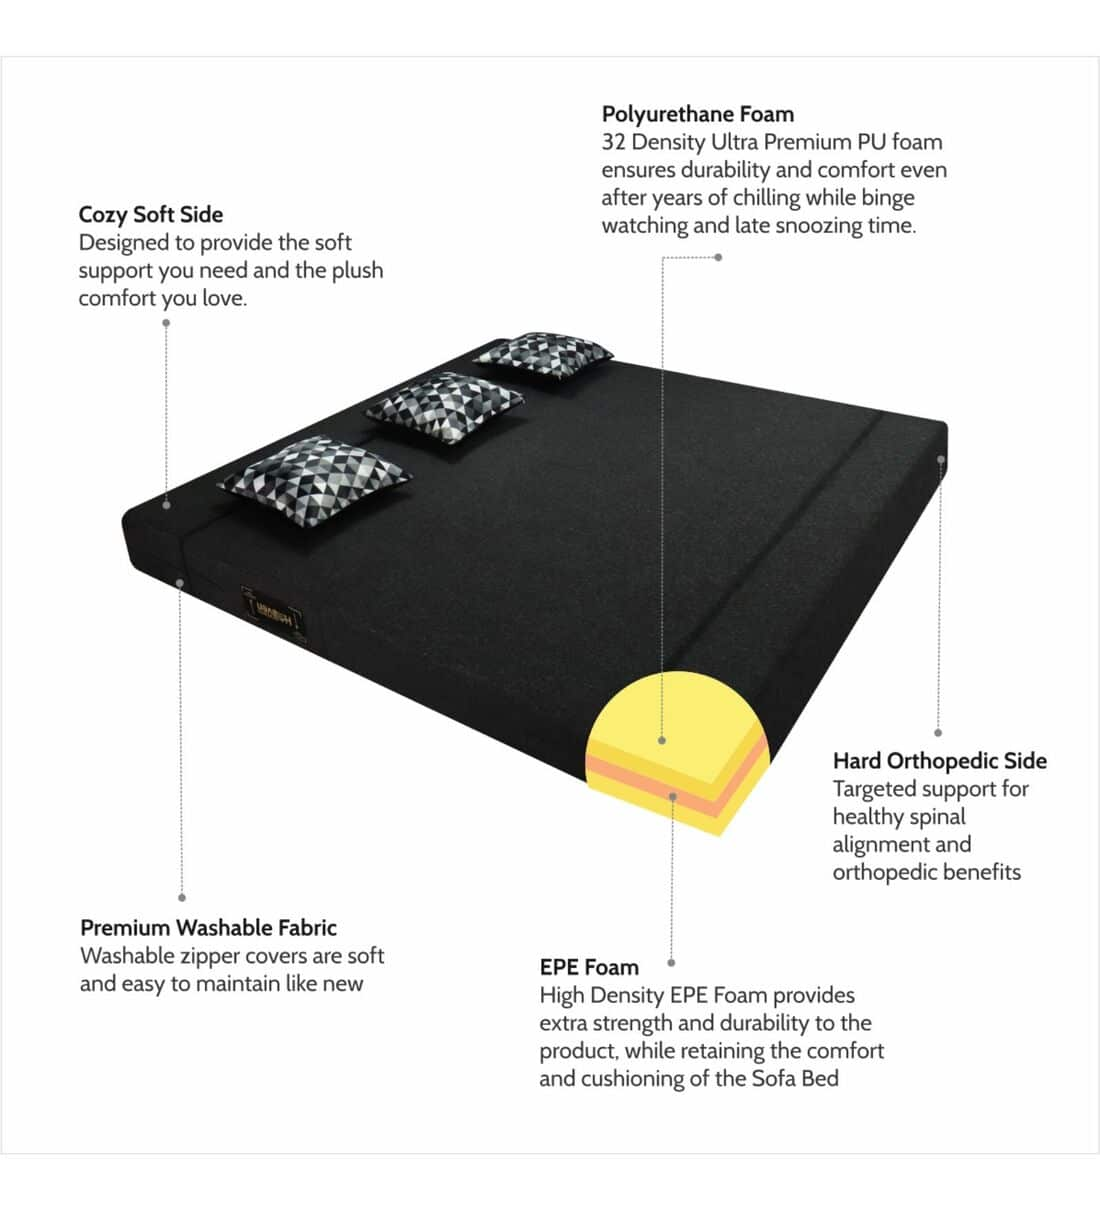 Polyurethane Foam
32 Density Ultra Premium PU foam
ensures durability and comfort even
after years of chilling while binge
watching and late snoozing time.
Cozy Soft Side
Designed to provide the soft
support you need and the plush
comfort you love.
Hard Orthopedic Side
Targeted support for
healthy spinal
alignment and
orthopedic benefits
Premium Washable Fabric
Washable zipper covers are soft
and easy to maintain like new
EPE Foam
High Density EPE Foam provides
extra strength and durability to the
product, while retaining the comfort
and cushioning of the Sofa Bed